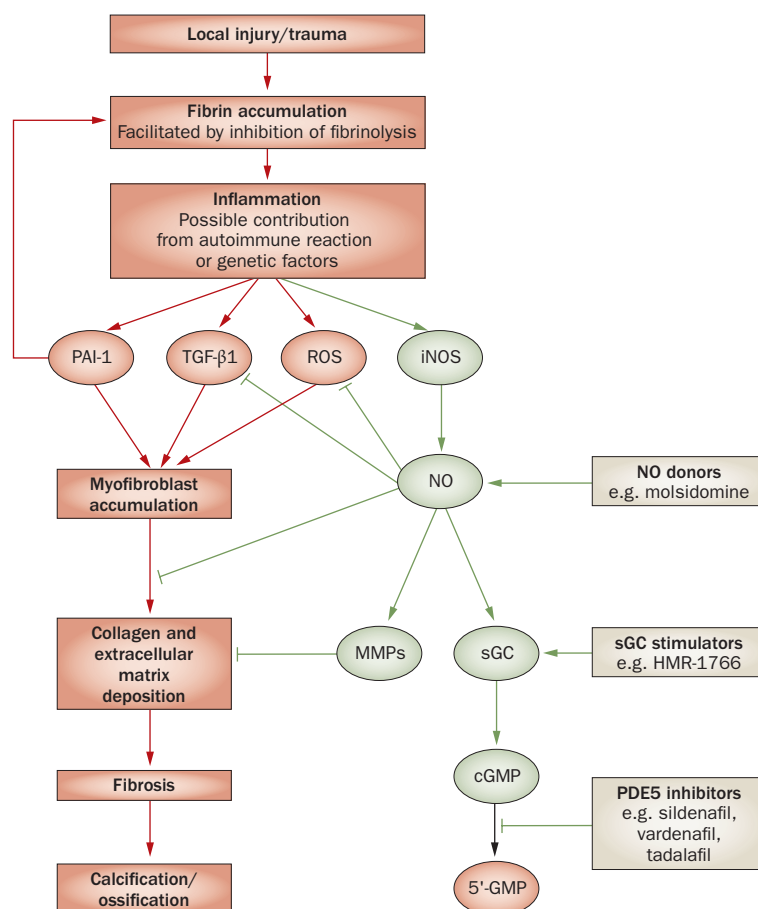 Local injury/trauma
Fibrin accumulation
Facilitated by inhibition of fibrinolysis
Inflammation
Possible contribution
from autoimmune reaction
or genetic factors
PAI-1
TGF-β1
ROS
iNOS
Myofibroblast
accumulation
NO
NO donors
e.g. molsidomine
Collagen and
extracellular
matrix
deposition
MMPs
sGC
sGC stimulators
e.g. HMR-1766
Fibrosis
cGMP
PDE5 inhibitors
e.g. sildenafil,
vardenafil,
tadalafil
Calcification/
ossification
5'-GMP